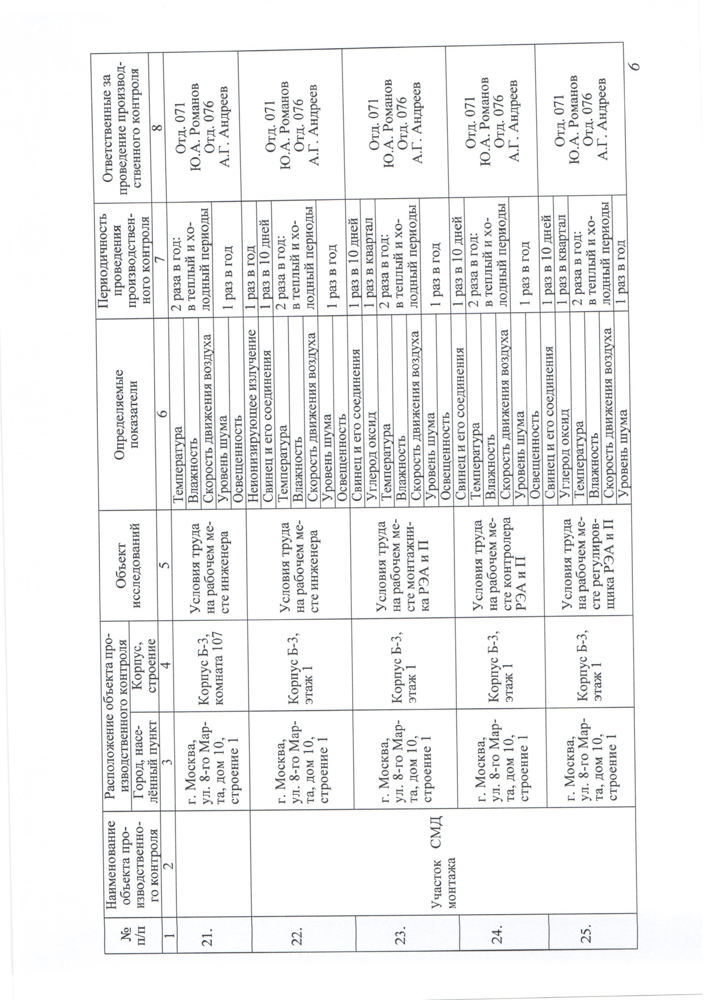 №
п/п
Наименование
объекта про-
изводственно-
го контроля
Расположение объекта про-
изводственного контроля
Город, насе-
лённый пункт
Корпус,
строение
Объект
исследований
Определяемые
показатели
Периодичность
проведения
производствен-
ного контроля
Ответственные за
проведение производ-
ственного контроля
1
2
3
4
5
6
7
8
21.
г. Москва,
ул. 8-го Мар-
та, дом 10,
строение 1
Корпус Б-3,
комната 107
Условия труда
на рабочем ме-
сте инженера
Температура
Влажность
Скорость движения воздуха
Уровень шума
Освещенность
2 раза в год:
в теплый и хо-
лодный периоды
1 раз в год
Отд. 071
Ю.А. Романов
Отд. 076
А.Г. Андреев
22.
Участок СМД
монтажа
г. Москва,
ул. 8-го Мар-
та, дом 10,
строение 1
Корпус Б-3,
этаж 1
Условия труда
на рабочем ме-
сте инженера
Неионизирующее излучение
Свинец и его соединения
Температура
Влажность
Скорость движения воздуха
Уровень шума
Освещенность
1 раз в год
1 раз в 10 дней
2 раза в год:
в теплый и хо-
лодный периоды
1 раз в год
Отд. 071
Ю.А. Романов
Отд. 076
А.Г. Андреев
23.
г. Москва,
ул. 8-го Мар-
та, дом 10,
строение 1
Корпус Б-3,
этаж 1
Условия труда
на рабочем ме-
сте монтажни-
ка РЭА и П
Свинец и его соединения
Углерод оксид
Температура
Влажность
Скорость движения воздуха
Уровень шума
Освещенность
1 раз в 10 дней
1 раз в квартал
2 раза в год:
в теплый и хо-
лодный периоды
1 раз в год
Отд. 071
Ю.А. Романов
Отд. 076
А.Г. Андреев
24.
г. Москва,
ул. 8-го Мар-
та, дом 10,
строение 1
Корпус Б-3,
этаж 1
Условия труда
на рабочем ме-
сте контролера
РЭА и П
Свинец и его соединения
Температура
Влажность
Скорость движения воздуха
Уровень шума
Освещенность
1 раз в 10 дней
2 раза в год:
в теплый и хо-
лодный периоды
1 раз в год
Отд. 071
Ю.А. Романов
Отд. 076
А.Г. Андреев
25.
г. Москва,
ул. 8-го Мар-
та, дом 10,
строение 1
Корпус Б-3,
этаж 1
Условия труда
на рабочем ме-
сте регулиров-
щика РЭА и П
Свинец и его соединения
Углерод оксид
Температура
Влажность
Скорость движения воздуха
Уровень шума
1 раз в 10 дней
1 раз в квартал
2 раза в год:
в теплый и хо-
лодный периоды
1 раз в год
Отд. 071
Ю.А. Романов
Отд. 076
А.Г. Андреев
6